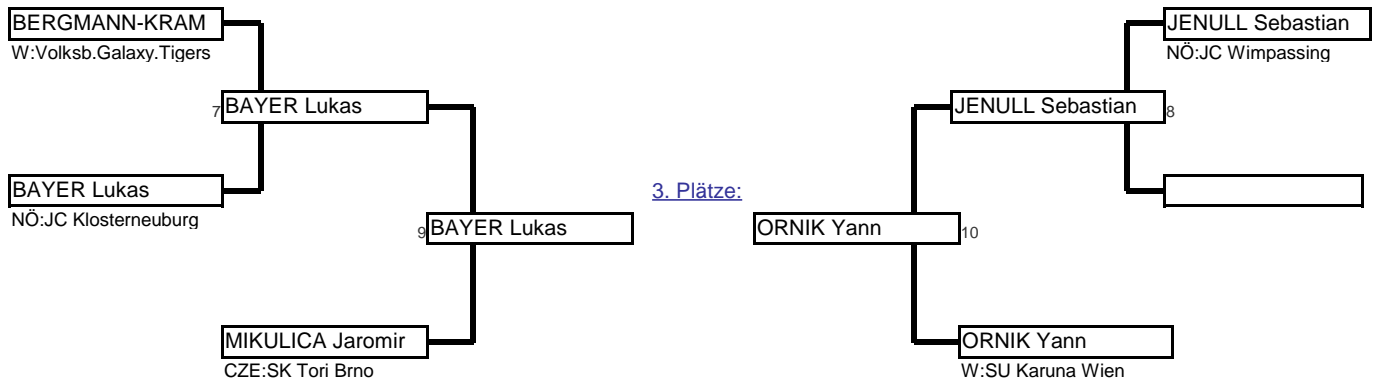 BERGMANN-KRAM
W:Volksb.Galaxy.Tigers
7 BAYER Lukas
BAYER Lukas
NÖ:JC Klosterneuburg
9 BAYER Lukas
MIKULICA Jaromir
CZE:SK Tori Brno
3. Plätze:
JENULL Sebastian
NÖ:JC Wimpassing
JENULL Sebastian 8
ORNIK Yann 10
ORNIK Yann
W:SU Karuna Wien